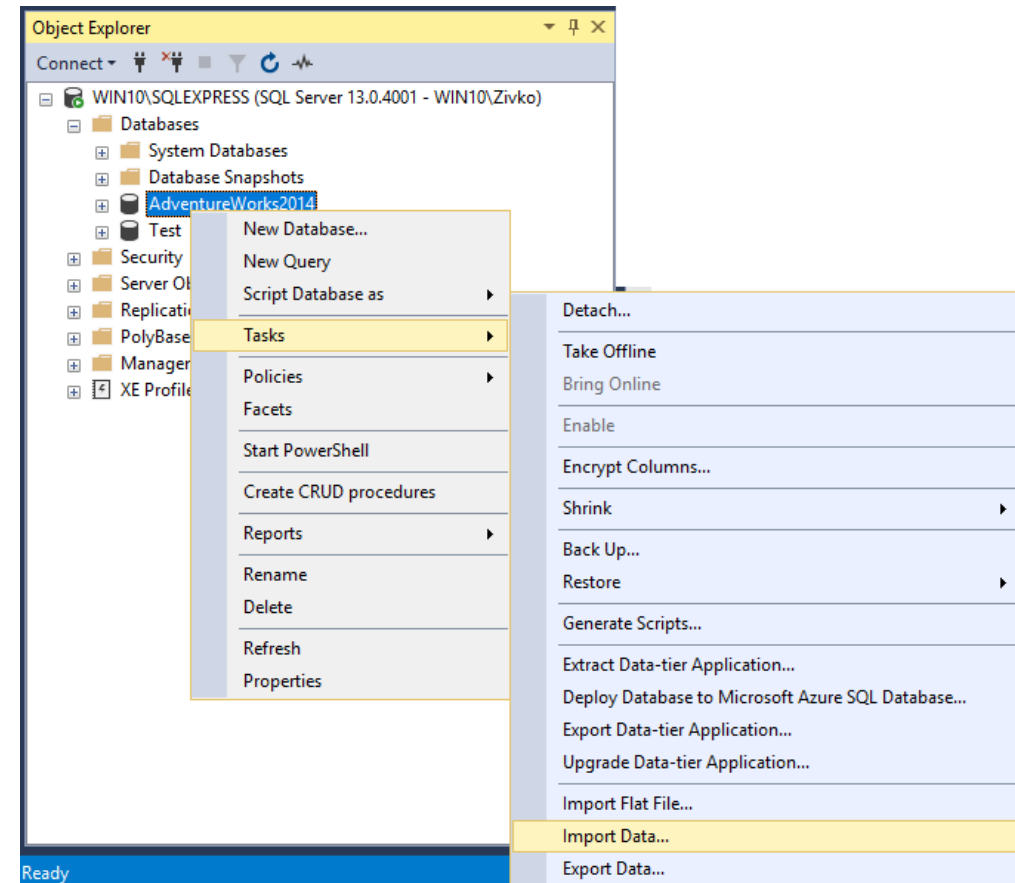 Object Explorer
Connect
WIN10\SQLEXPRESS (SQL Server 13.0.4001 - WIN10\Zivko)
Databases
System Databases
Database Snapshots
AdventureWorks2014
Test
Security
Server Ob
Replicati
PolyBase
Manager
XE Profile
New Database...
New Query
Script Database as
Tasks
Policies
Facets
Start PowerShell
Create CRUD procedures
Reports
Rename
Delete
Refresh
Properties
Detach...
Take Offline
Bring Online
Enable
Encrypt Columns...
Shrink
Back Up...
Restore
Generate Scripts...
Extract Data-tier Application...
Deploy Database to Microsoft Azure SQL Database...
Export Data-tier Application...
Upgrade Data-tier Application...
Import Flat File...
Import Data...
Export Data...
Ready